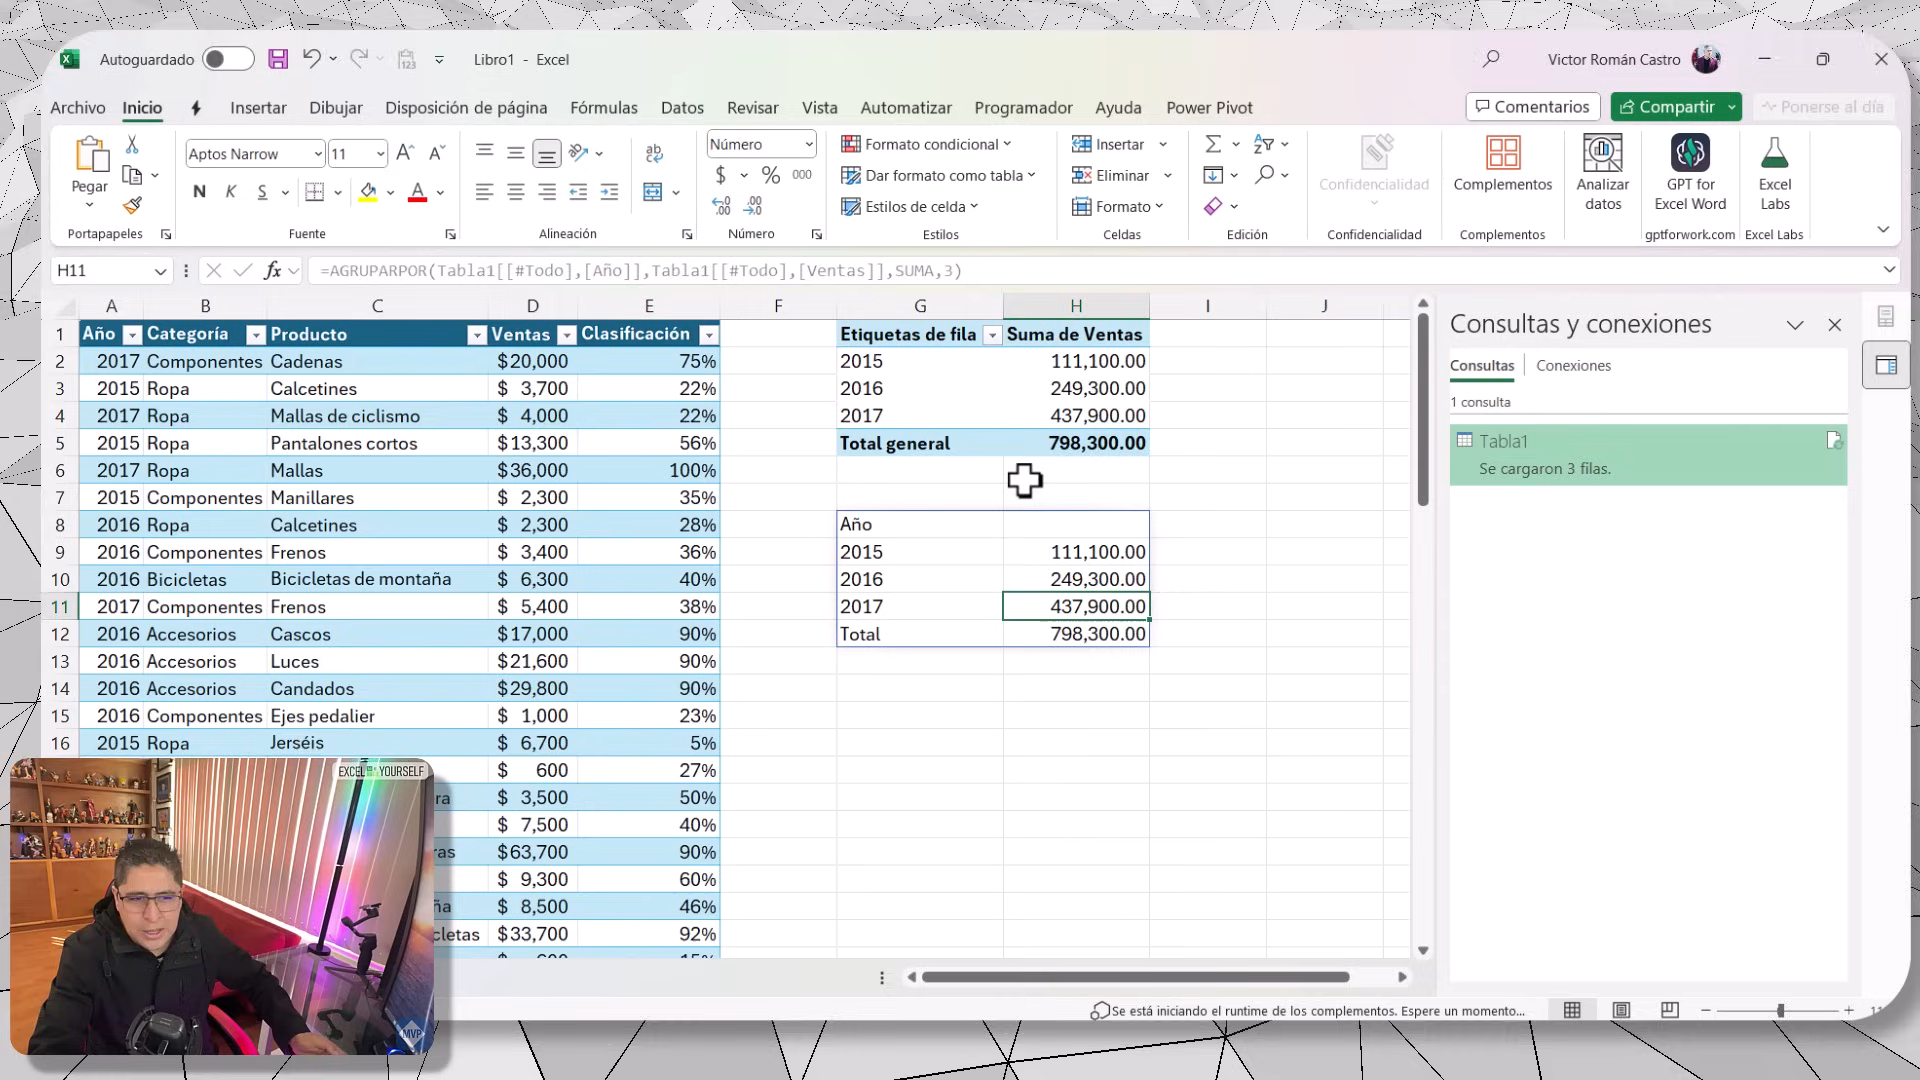 Autoguardado
Libro1 - Excel
Victor Román Castro
Archivo Inicio Insertar Dibujar Disposición de página Fórmulas Datos Revisar Vista Automatizar Programador Ayuda Power Pivot
Comentarios Compartir Ponerse al día
Pegar
Portapapeles
Aptos Narrow 11
N K S
Fuente
Alineación
Número
$ % 000
Número
Formato condicional
Dar formato como tabla
Estilos de celda
Estilos
Insertar
Eliminar
Formato
Celdas
Edición
Confidencialidad
Confidencialidad
Complementos
Complementos
Analizar datos
GPT for Excel Word
gptforwork.com
Excel Labs
Excel Labs
H11 fx =AGRUPARPOR(Tabla1[[#Todo],[Año]],Tabla1[[#Todo],[Ventas]],SUMA,3)
A B C D E F G H I J
1 Año Categoría Producto Ventas Clasificación Etiquetas de fila Suma de Ventas
2 2017 Componentes Cadenas $20,000 75% 2015 111,100.00
3 2015 Ropa Calcetines $ 3,700 22% 2016 249,300.00
4 2017 Ropa Mallas de ciclismo $ 4,000 22% 2017 437,900.00
5 2015 Ropa Pantalones cortos $13,300 56% Total general 798,300.00
6 2017 Ropa Mallas $36,000 100%
7 2015 Componentes Manillares $ 2,300 35%
8 2016 Ropa Calcetines $ 2,300 28% Año
9 2016 Componentes Frenos $ 3,400 36% 2015 111,100.00
10 2016 Bicicletas Bicicletas de montaña $ 6,300 40% 2016 249,300.00
11 2017 Componentes Frenos $ 5,400 38% 2017 437,900.00
12 2016 Accesorios Cascos $17,000 90% Total 798,300.00
13 2016 Accesorios Luces $21,600 90%
14 2016 Accesorios Candados $29,800 90%
15 2016 Componentes Ejes pedalier $ 1,000 23%
16 2015 Ropa Jerséis $ 6,700 5%
$ 600 27%
ra $ 3,500 50%
$ 7,500 40%
ras $63,700 90%
$ 9,300 60%
ña $ 8,500 46%
cletas $33,700 92%
Consultas y conexiones
Consultas Conexiones
1 consulta
Tabla1
Se cargaron 3 filas.
EXCEL YOURSELF
MVP
Se está iniciando el runtime de los complementos. Espere un momento...